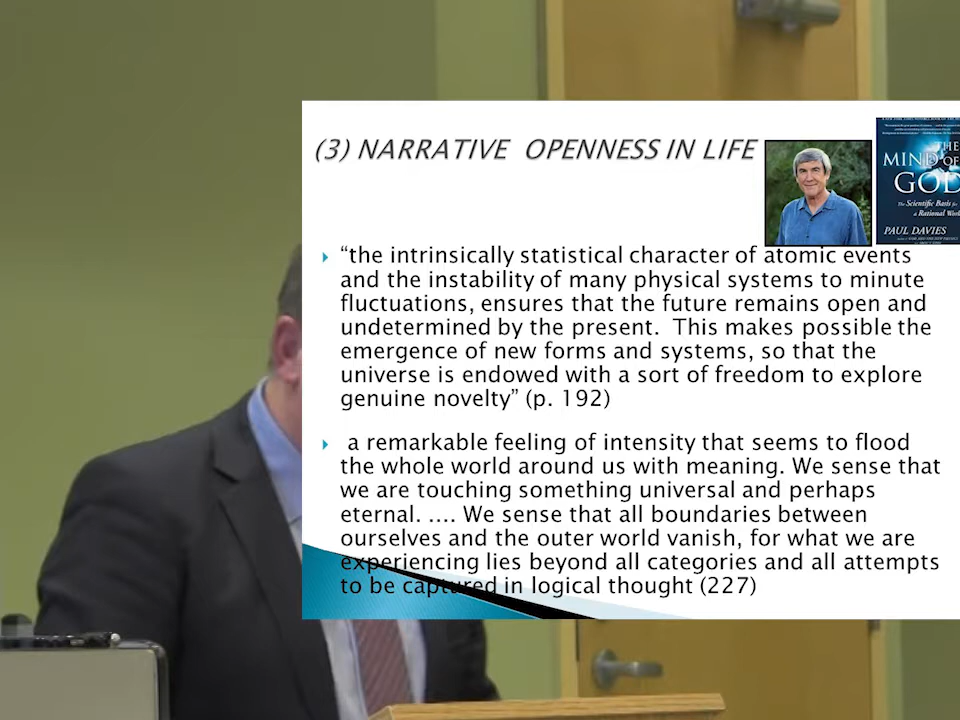 (3) NARRATIVE OPENNESS IN LIFE
THE
MIND OF
GOD
The Scientific Basis for
a Rational
PAUL DAVIES
“the intrinsically statistical character of atomic events
and the instability of many physical systems to minute
fluctuations, ensures that the future remains open and
undetermined by the present. This makes possible the
emergence of new forms and systems, so that the
universe is endowed with a sort of freedom to explore
genuine novelty” (p. 192)
a remarkable feeling of intensity that seems to flood
the whole world around us with meaning. We sense that
we are touching something universal and perhaps
eternal. .... We sense that all boundaries between
ourselves and the outer world vanish, for what we are
experiencing lies beyond all categories and all attempts
to be captured in logical thought (227)